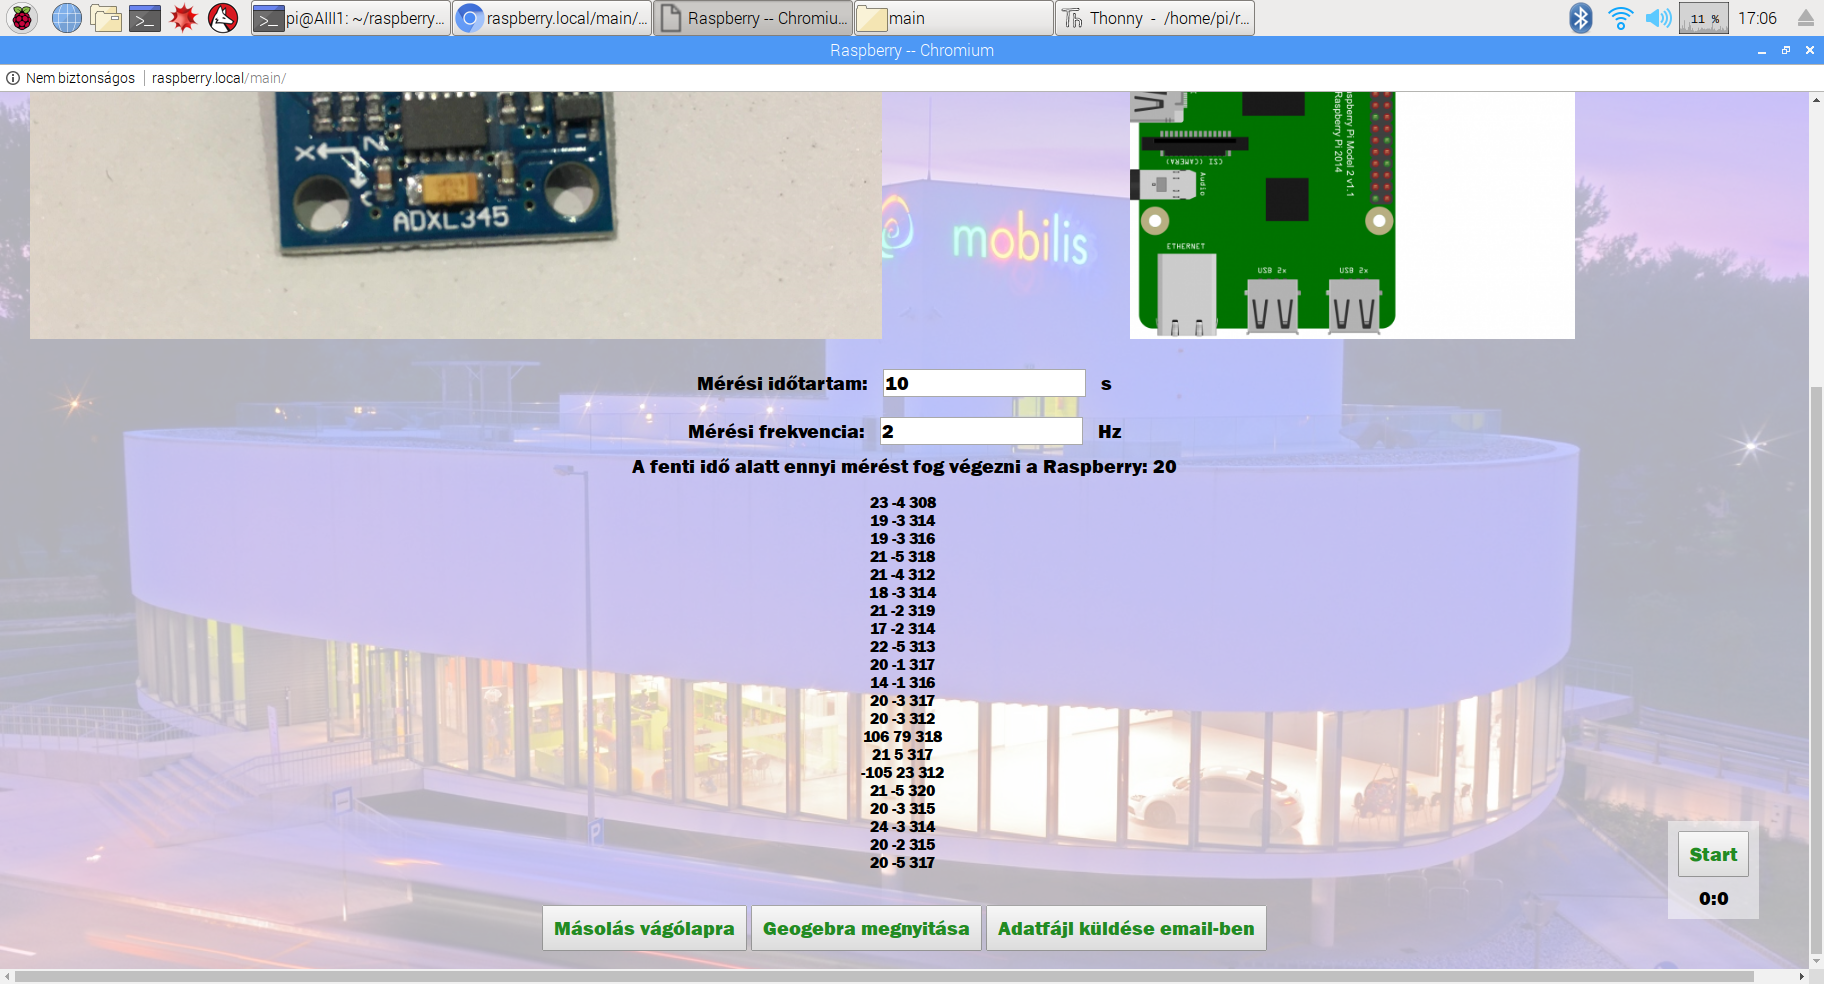 pi@AIII1: ~/raspberry...
raspberry.local/main/...
Raspberry -- Chromiu...
main
Thonny - /home/pi/r...
11 %
17:06
Raspberry -- Chromium
Nem biztonságos
raspberry.local/main/
X
Z
ADXL345
mobilis
Raspberry Pi Model 2 v1.1
Raspberry Pi 2014
CSI (CAMERA)
Audio
ETHERNET
USB 2x
USB 2x
Mérési időtartam: 10 s
Mérési frekvencia: 2 Hz
A fenti idő alatt ennyi mérést fog végezni a Raspberry: 20
23 -4 308
19 -3 314
19 -3 316
21 -5 318
21 -4 312
18 -3 314
21 -2 319
17 -2 314
22 -5 313
20 -1 317
14 -1 316
20 -3 317
20 -3 312
106 79 318
21 5 317
-105 23 312
21 -5 320
20 -3 315
24 -3 314
20 -2 315
20 -5 317
Start
0:0
Másolás vágólapra
Geogebra megnyitása
Adatfájl küldése email-ben